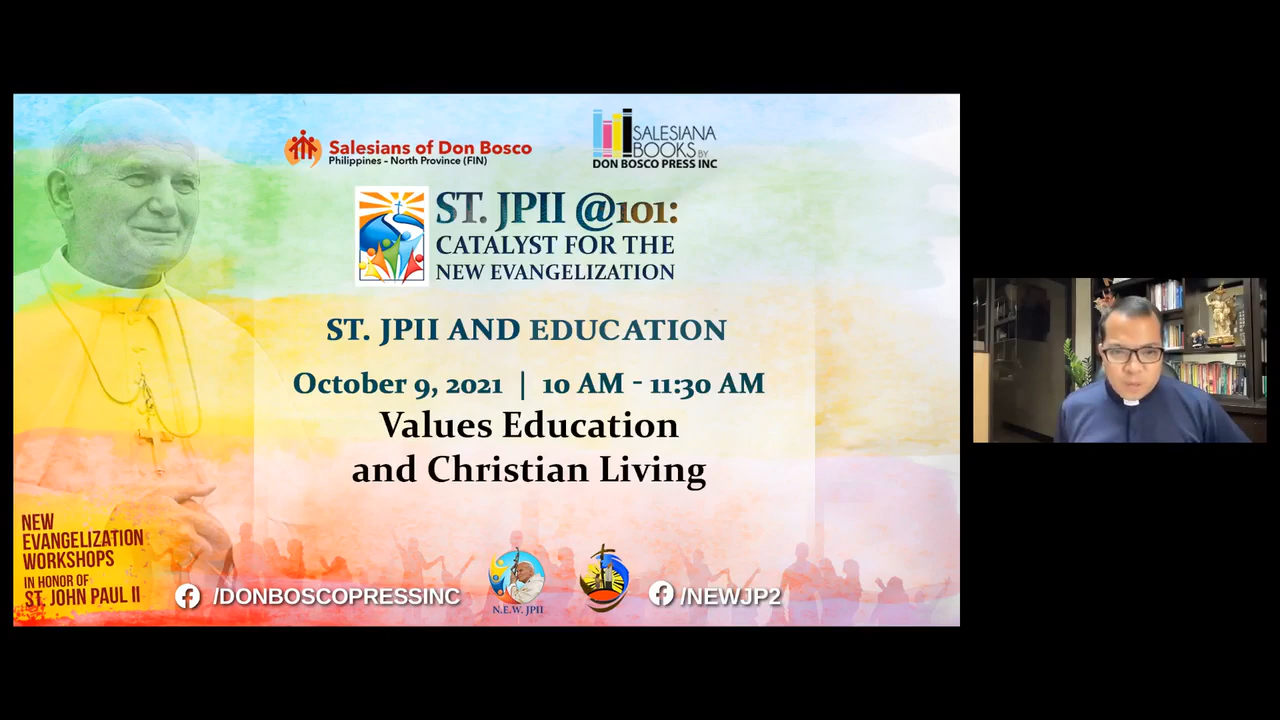 Salesians of Don Bosco
Philippines – North Province (FIN)
SALESIANA
BOOKS BY
DON BOSCO PRESS INC
ST. JPII @101:
CATALYST FOR THE
NEW EVANGELIZATION
ST. JPII AND EDUCATION
October 9, 2021 | 10 AM - 11:30 AM
Values Education
and Christian Living
NEW
EVANGELIZATION
WORKSHOPS
IN HONOR OF
ST. JOHN PAUL II
/DONBOSCOPRESSINC
N.E.W. JPII
/NEWJP2